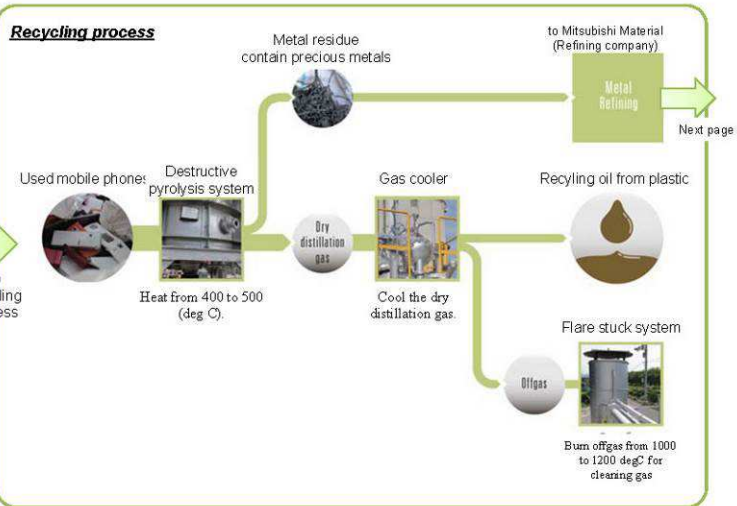 Recycling process
Metal residue
contain precious metals
to Mitsubishi Material
(Refining company)
Metal
Refining
Next page
Used mobile phones
Destructive
pyrolysis system
Gas cooler
Recyling oil from plastic
Dry
distillation
gas
Heat from 400 to 500
(deg C).
Cool the dry
distillation gas.
Flare stuck system
Offgas
Burn offgas from 1000
to 1200 degC for
cleaning gas